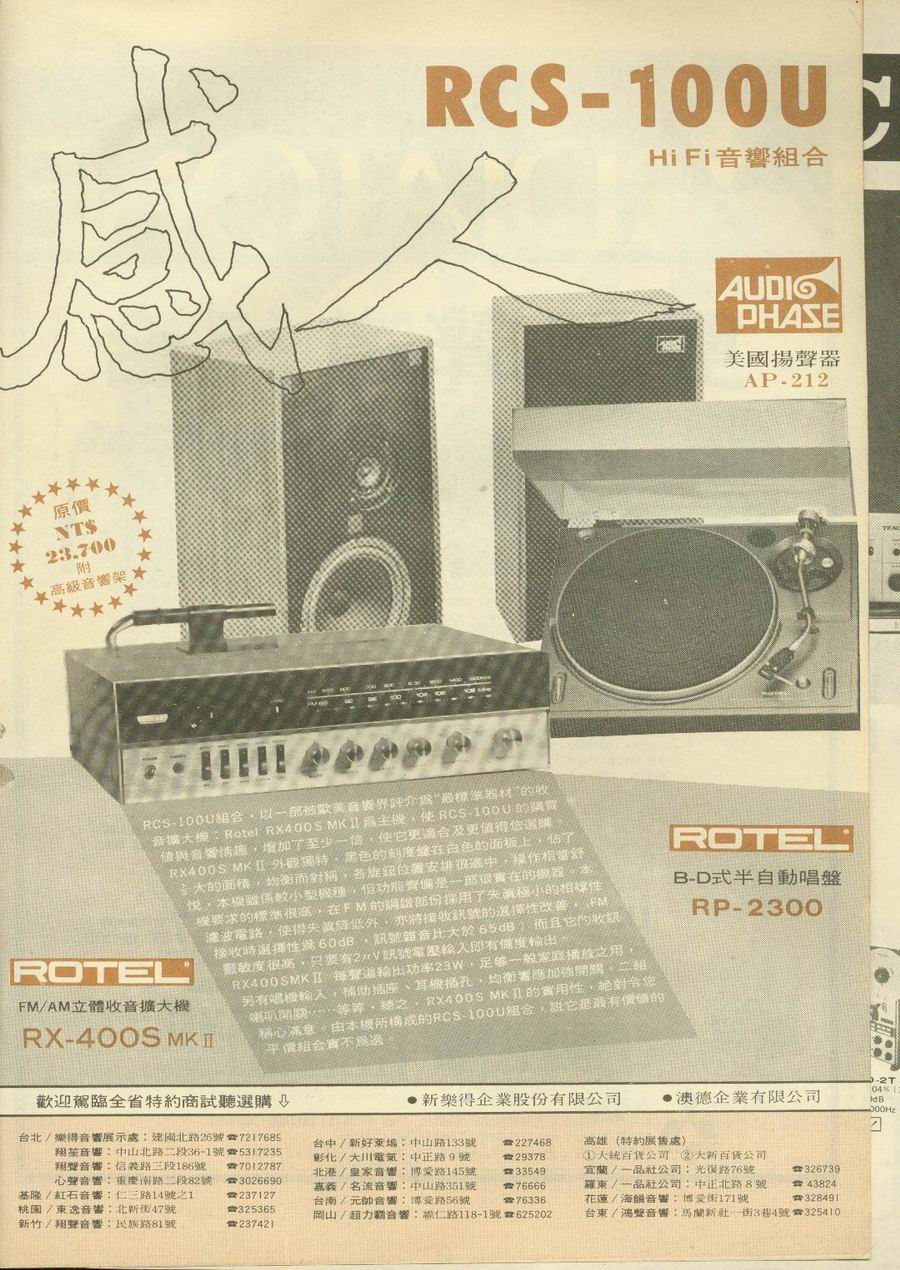 感人
RCS-100U
Hi Fi 音響組合
AUDIO
PHASE
美國揚聲器
AP-212
原價
NT$
23.700
附
高級音響架
RCS-100U組合，以一部被歐美音響界評介為“最標準器材”的收
音擴大機：Rotel RX400S MKⅡ為主機，使 RCS-100U 的購買
值與音響情趣，增加了至少一倍，使它更適合及更值得您選購。
RX400S MKⅡ外觀獨特，黑色的刻度盤在白色的面板上，佔了
大的面積，均衡而對稱，各旋鈕位置安排很適中，操作相當舒
悅，本機雖係較小型機種，但功能齊備是一部很實在的機器。本
機要求的標準很高，在FM的調諧部份採用了失真極小的相線性
濾波電路，使得失真降低外，亦將接收訊號的選擇性改善，FM
接收時選擇性為60dB，訊號雜音比大於65dB；而且它的收訊
靈敏度很高，只要有2μV訊號電壓輸入即有滿度輸出。
RX400SMKⅡ 每聲道輸出功率23W，足够一般家庭播放之用，
另有唱機輸入，補助插座、耳機插孔，均衡響應加強開關，二組
喇叭開關……等等，總之，RX400S MKⅡ的實用性，絶對令您
稱心滿意。由本機所構成的RCS-100U組合，說它是最有價值的
平價組合實不為過。
ROTEL
B-D式半自動唱盤
RP-2300
ROTEL
FM/AM立體收音擴大機
RX-400S MKⅡ
歡迎駕臨全省特約商試聽選購⇩ ●新樂得企業股份有限公司 ●澳德企業有限公司
台北／樂得音響展示處：建國北路26號☎7217685
翔笙音響：中山北路二段36-1號☎5317235
翔聲音響：信義路三段186號 ☎7012787
心聲音響：重慶南路二段82號 ☎3026690
基隆／紅石音響：仁三路14號之1 ☎237127
桃園／東逸音響：北新街47號 ☎325365
新竹／翔聲音響：民族路81號 ☎237421
台中／新好萊塢：中山路133號 ☎227468
彰化／大川電氣：中正路9號 ☎29378
北港／皇家音響：博愛路145號 ☎33549
嘉義／名流音響：中山路351號 ☎76666
台南／元帥音響：博愛路56號 ☎76336
岡山／超力霸音響：維仁路118-1號☎625202
高雄（特約展售處）
①大統百貨公司 ②大新百貨公司
宜蘭／一品社公司：光復路76號 ☎326739
羅東／一品社公司：中正北路8號 ☎43824
花蓮／海韻音響：博愛街171號 ☎328491
台東／鴻聲音響：馬蘭新社一街3巷4號☎325410